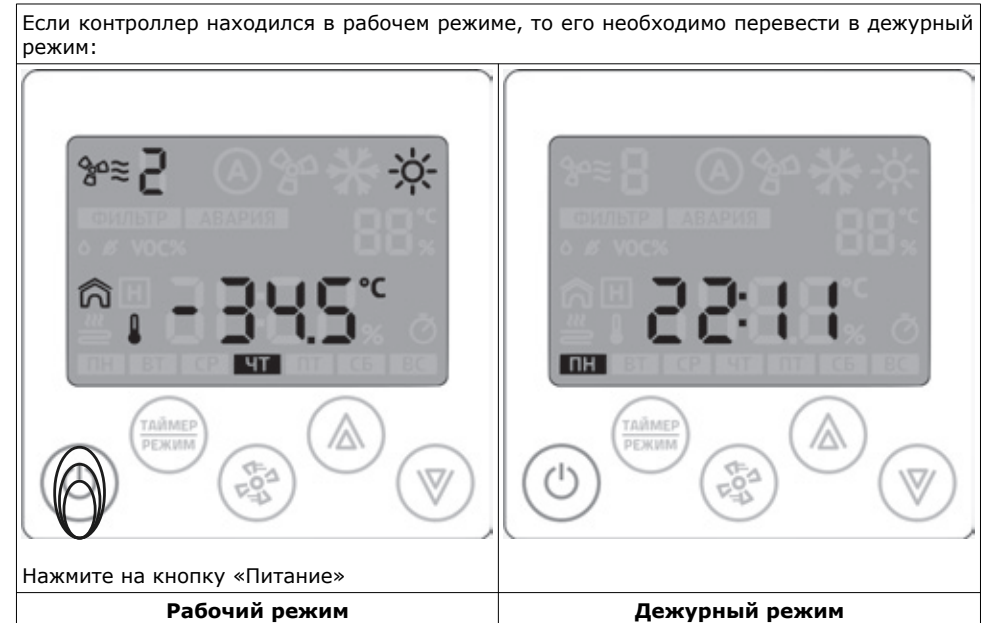 Если контроллер находился в рабочем режиме, то его необходимо перевести в дежурный
режим:
2
A
ФИЛЬТР АВАРИЯ
88 °C
%
VOC%
H
-34.5 °C
%
ПН ВТ СР ЧТ ПТ СБ ВС
ТАЙМЕР
РЕЖИМ
Нажмите на кнопку «Питание»
Рабочий режим
8
A
ФИЛЬТР АВАРИЯ
88 °C
%
VOC%
H
22:11
°C
%
ПН ВТ СР ЧТ ПТ СБ ВС
ТАЙМЕР
РЕЖИМ
Дежурный режим